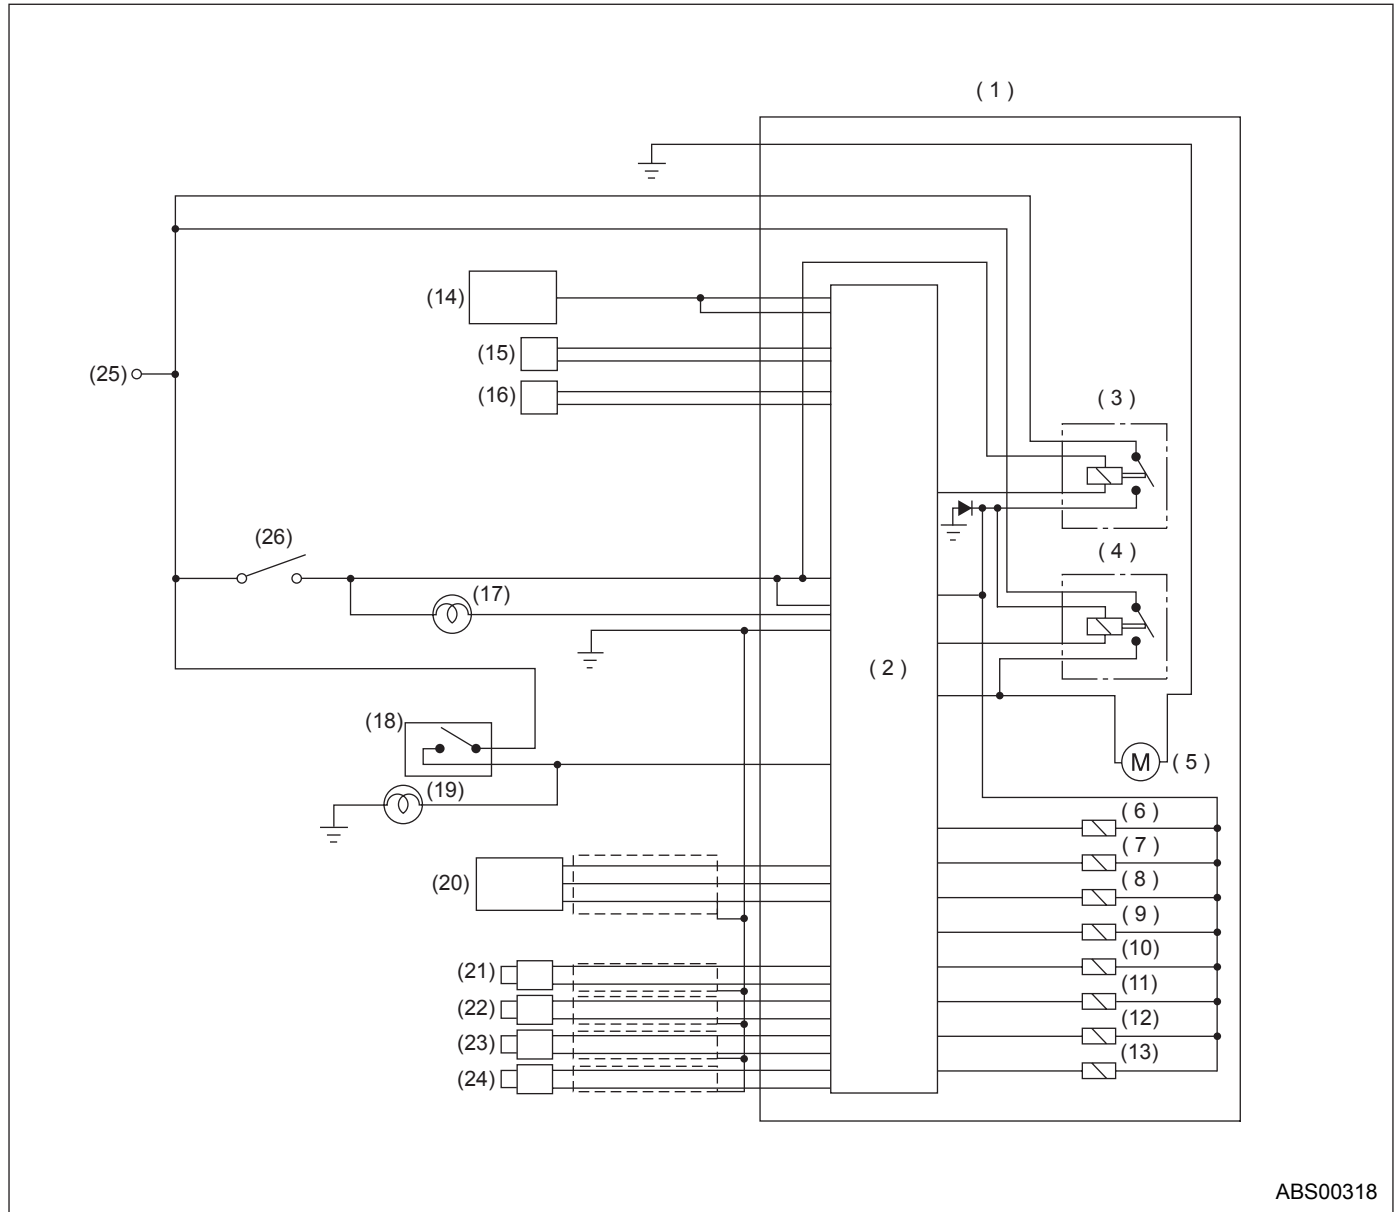 ( 1 )
(14)
(15)
(25)
(16)
( 3 )
(26)
( 4 )
(17)
( 2 )
(18)
M
( 5 )
(19)
( 6 )
( 7 )
(20)
( 8 )
( 9 )
(10)
(21)
(11)
(22)
(12)
(23)
(13)
(24)
ABS00318